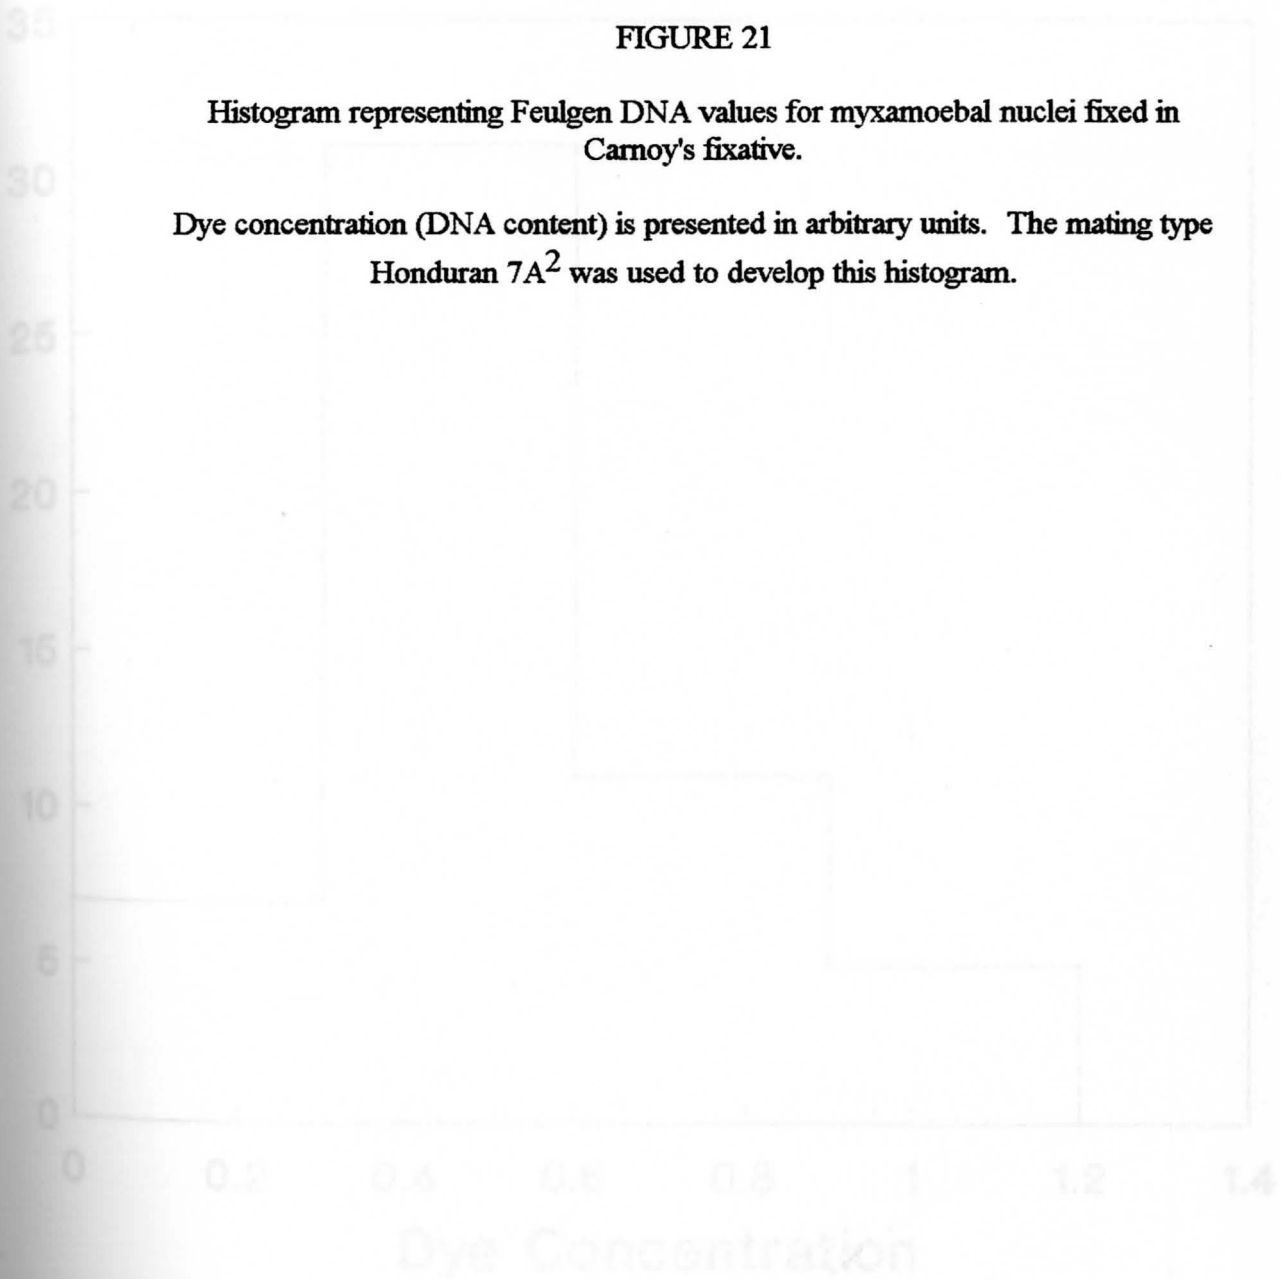 FIGURE 21
Histogram representing Feulgen DNA values for myxamoebal nuclei fixed in
Carnoy's fixative.
Dye concentration (DNA content) is presented in arbitrary units. The mating type
Honduran 7A² was used to develop this histogram.
35
30
25
20
15
10
5
0
0 0.2 0.4 0.6 0.8 1 1.2 1.4
Dye Concentration